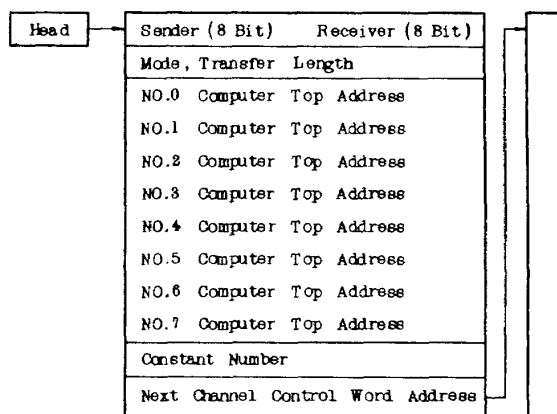 Head
Sender (8 Bit) Receiver (8 Bit)
Mode, Transfer Length
NO.0 Computer Top Address
NO.1 Computer Top Address
NO.2 Computer Top Address
NO.3 Computer Top Address
NO.4 Computer Top Address
NO.5 Computer Top Address
NO.6 Computer Top Address
NO.7 Computer Top Address
Constant Number
Next Channel Control Word Address